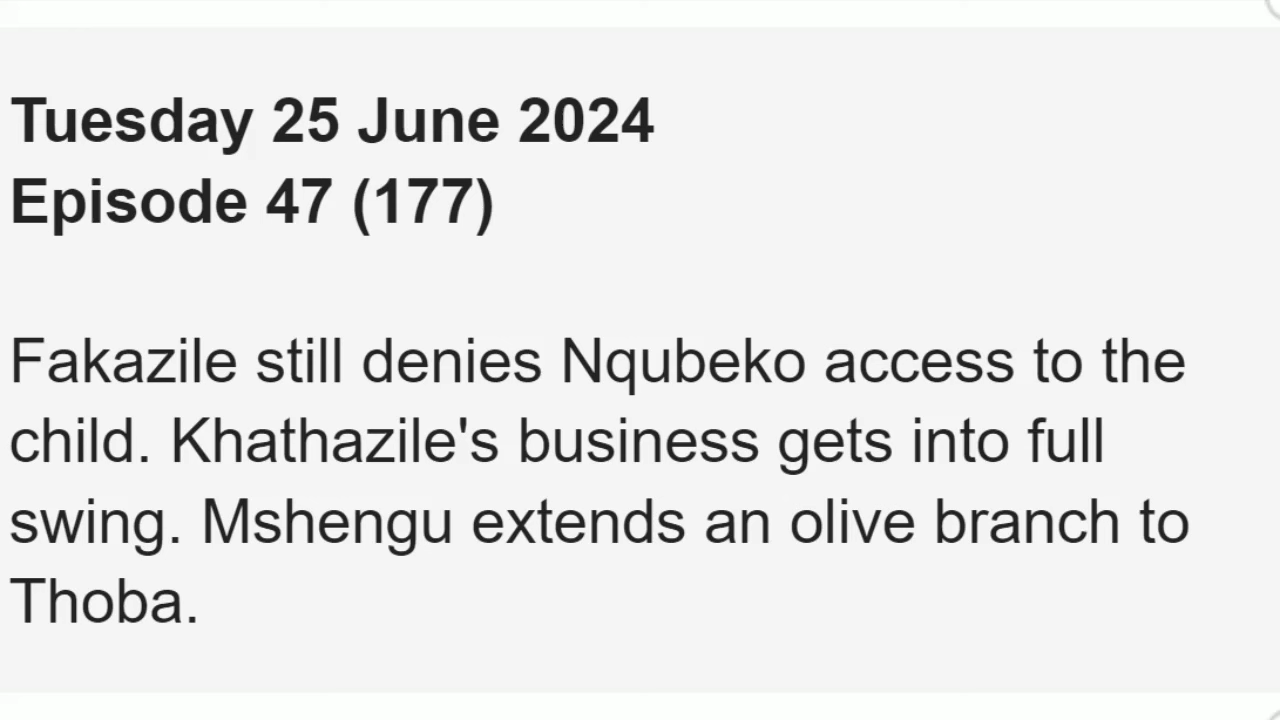 Tuesday 25 June 2024
Episode 47 (177)
Fakazile still denies Nqubeko access to the
child. Khathazile's business gets into full
swing. Mshengu extends an olive branch to
Thoba.